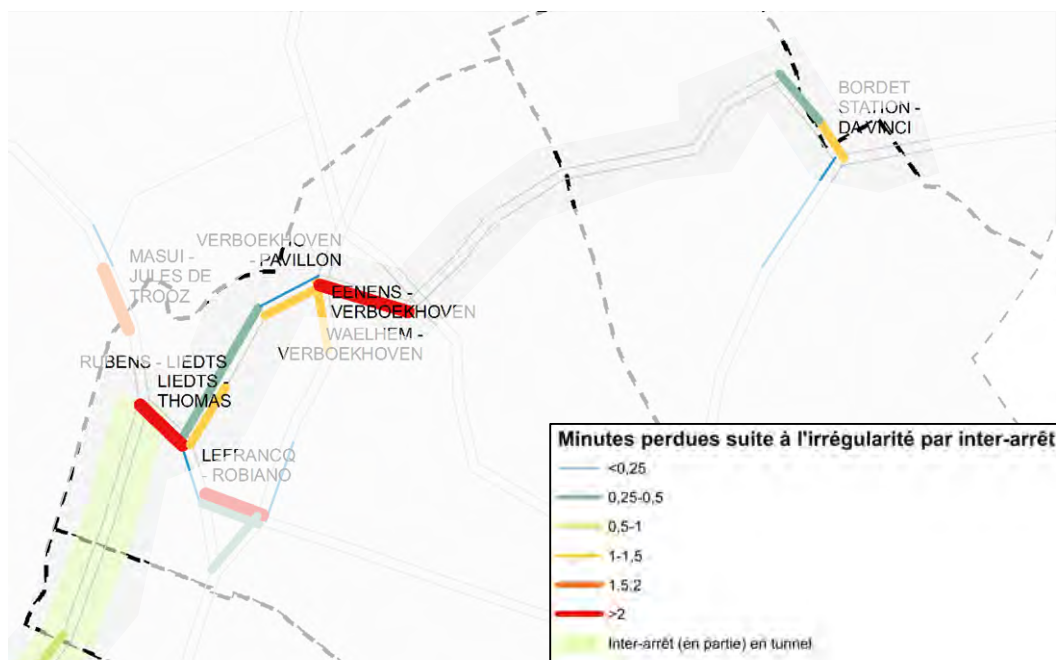 BORDET
STATION -
DA VINCI
VERBOEKHOVEN
- PAVILLON
MASUI -
JULES DE
TROOZ
EENENS -
VERBOEKHOVEN
WAELHEM -
VERBOEKHOVEN
RUBENS - LIEDTS
LIEDTS -
THOMAS
LEFRANCQ
- ROBIANO
Minutes perdues suite à l'irrégularité par inter-arrêt
<0,25
0,25-0,5
0,5-1
1-1,5
1,5-2
>2
Inter-arrêt (en partie) en tunnel